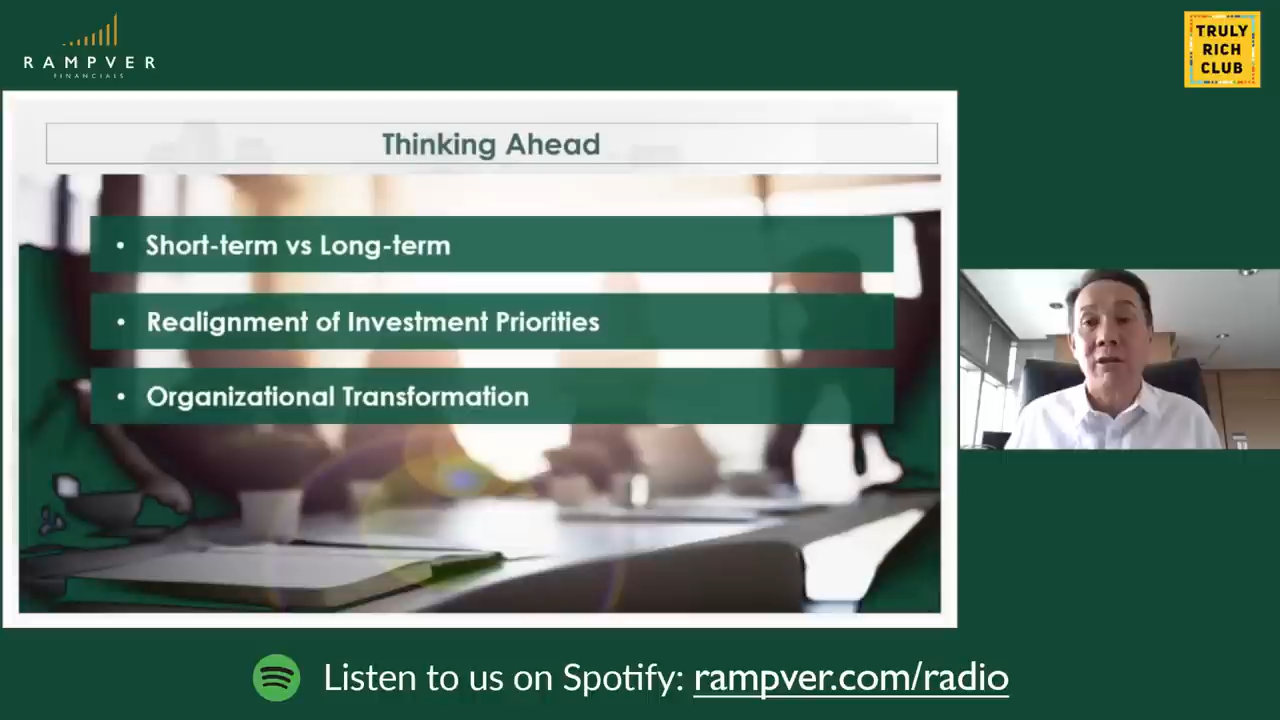 RAMPVER
FINANCIALS
TRULY
RICH
CLUB
Thinking Ahead
• Short-term vs Long-term
• Realignment of Investment Priorities
• Organizational Transformation
Listen to us on Spotify: rampver.com/radio